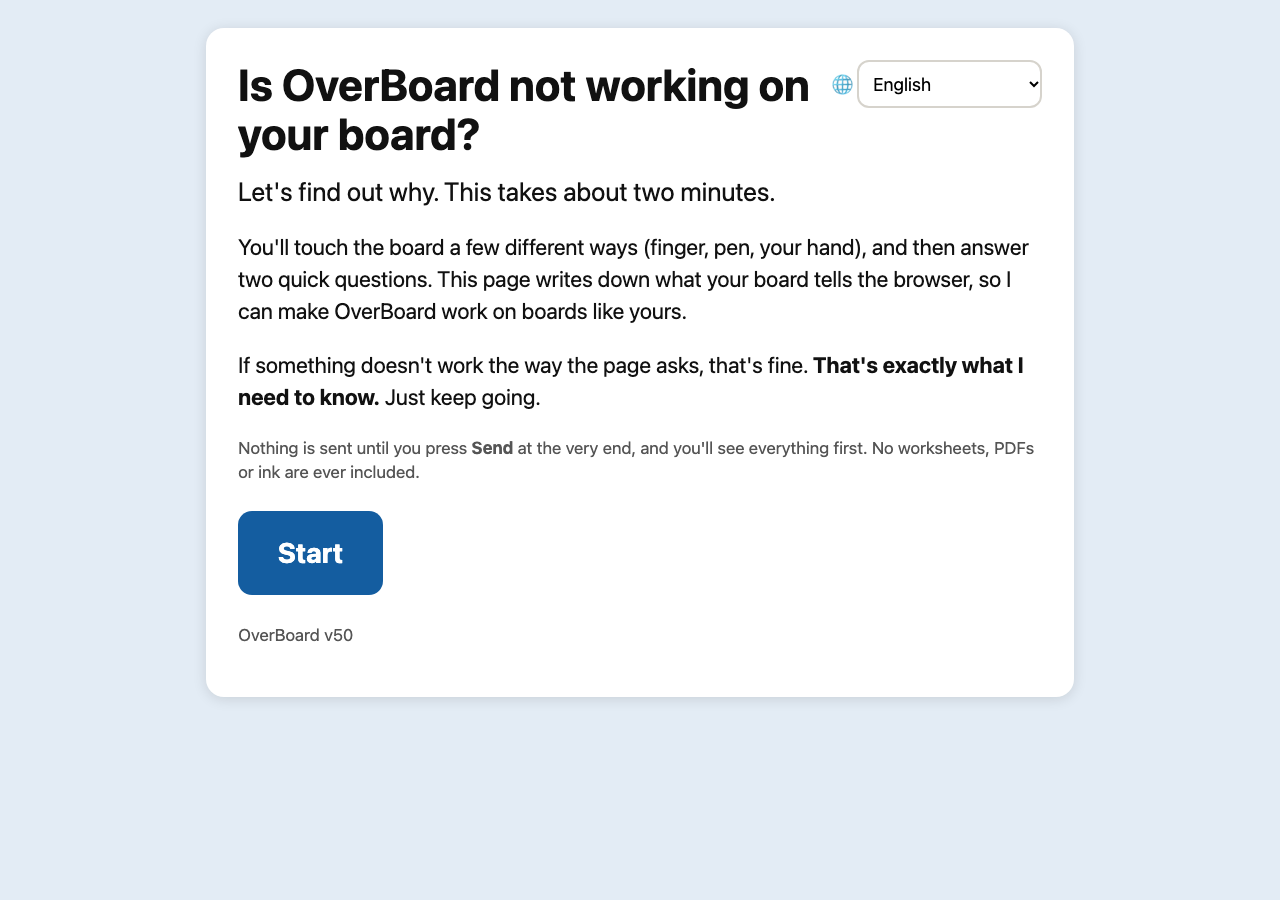 Is OverBoard not working on
your board?
English
Let's find out why. This takes about two minutes.
You'll touch the board a few different ways (finger, pen, your hand), and then answer
two quick questions. This page writes down what your board tells the browser, so I
can make OverBoard work on boards like yours.
If something doesn't work the way the page asks, that's fine. That's exactly what I
need to know. Just keep going.
Nothing is sent until you press Send at the very end, and you'll see everything first. No worksheets, PDFs
or ink are ever included.
Start
OverBoard v50